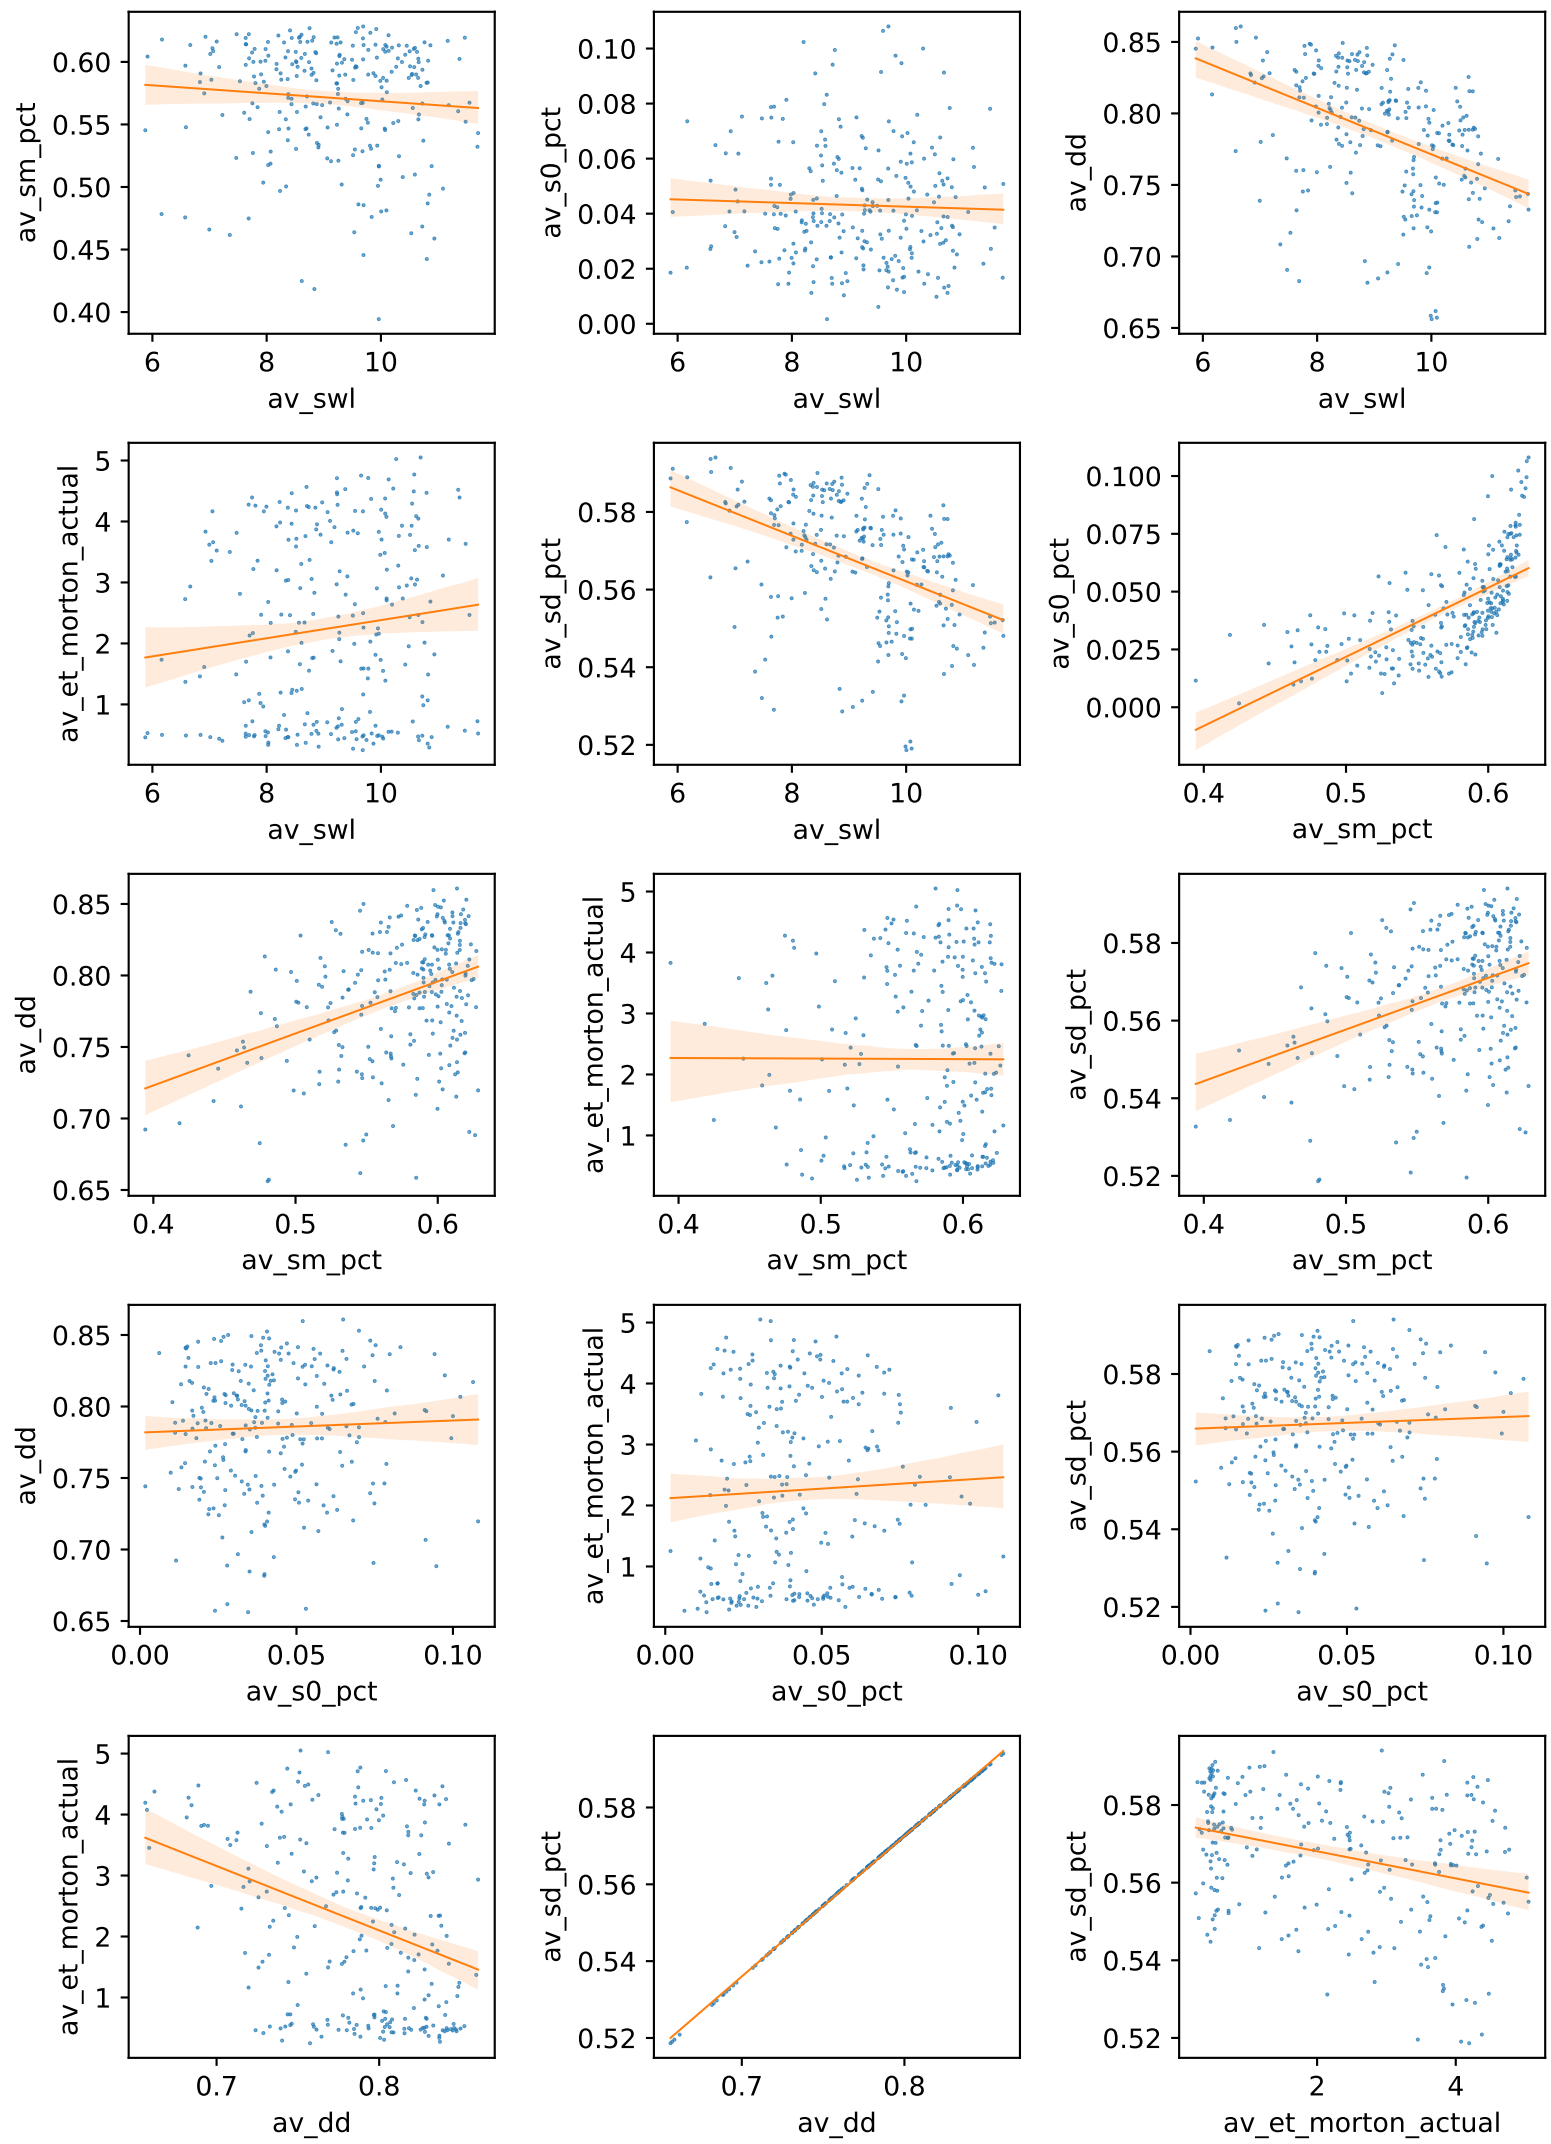 0.60
0.55
0.50
0.45
0.40
av_sm_pct
6 8 10
av_swl
0.10
0.08
0.06
0.04
0.02
0.00
av_s0_pct
6 8 10
av_swl
0.85
0.80
0.75
0.70
0.65
av_dd
6 8 10
av_swl
5
4
3
2
1
av_et_morton_actual
6 8 10
av_swl
0.58
0.56
0.54
0.52
av_sd_pct
6 8 10
av_swl
0.100
0.075
0.050
0.025
0.000
av_s0_pct
0.4 0.5 0.6
av_sm_pct
0.85
0.80
0.75
0.70
0.65
av_dd
0.4 0.5 0.6
av_sm_pct
5
4
3
2
1
av_et_morton_actual
0.4 0.5 0.6
av_sm_pct
0.58
0.56
0.54
0.52
av_sd_pct
0.4 0.5 0.6
av_sm_pct
0.85
0.80
0.75
0.70
0.65
av_dd
0.00 0.05 0.10
av_s0_pct
5
4
3
2
1
av_et_morton_actual
0.00 0.05 0.10
av_s0_pct
0.58
0.56
0.54
0.52
av_sd_pct
0.00 0.05 0.10
av_s0_pct
5
4
3
2
1
av_et_morton_actual
0.7 0.8
av_dd
0.58
0.56
0.54
0.52
av_sd_pct
0.7 0.8
av_dd
0.58
0.56
0.54
0.52
av_sd_pct
2 4
av_et_morton_actual